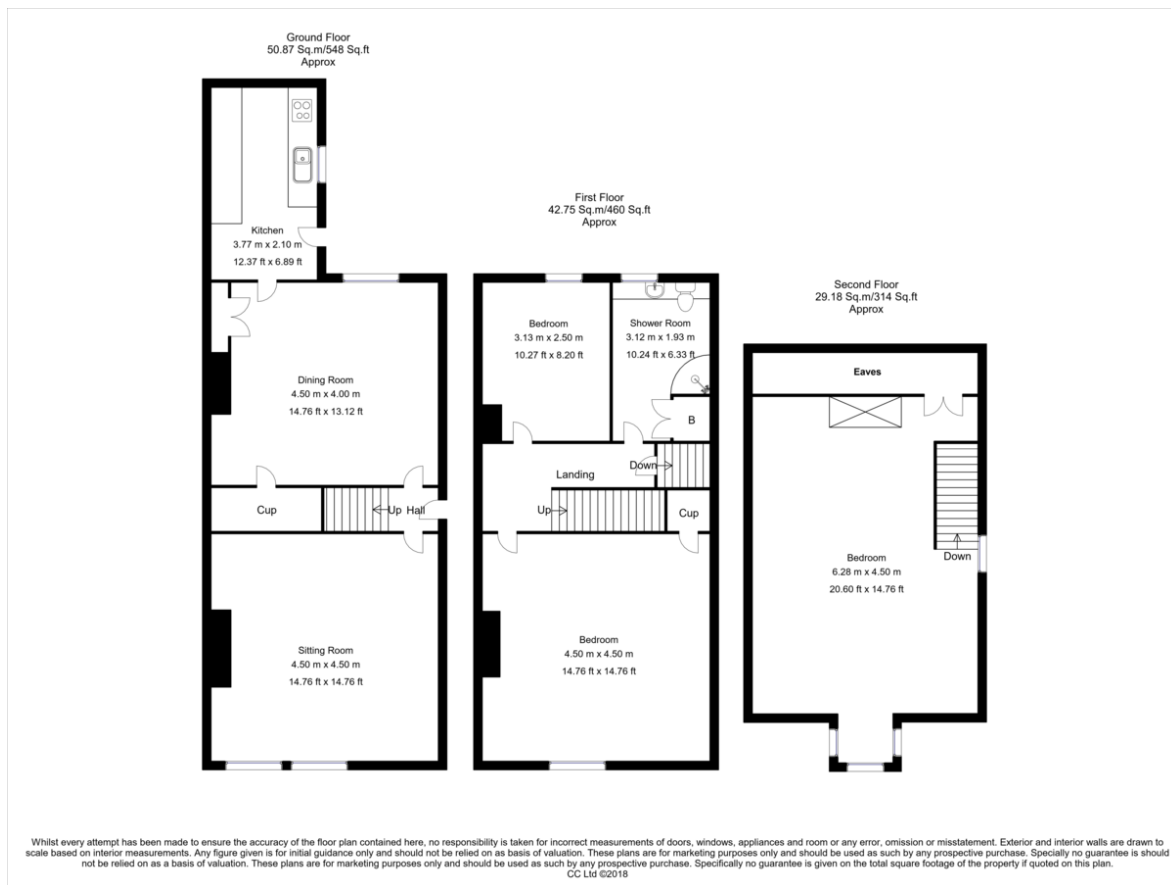 Ground Floor
50.87 Sq.m/548 Sq.ft
Approx
Kitchen
3.77 m x 2.10 m
12.37 ft x 6.89 ft
Dining Room
4.50 m x 4.00 m
14.76 ft x 13.12 ft
Cup
Up Hall
Sitting Room
4.50 m x 4.50 m
14.76 ft x 14.76 ft
First Floor
42.75 Sq.m/460 Sq.ft
Approx
Bedroom
3.13 m x 2.50 m
10.27 ft x 8.20 ft
Shower Room
3.12 m x 1.93 m
10.24 ft x 6.33 ft
B
Landing
Down
Up
Cup
Bedroom
4.50 m x 4.50 m
14.76 ft x 14.76 ft
Second Floor
29.18 Sq.m/314 Sq.ft
Approx
Eaves
Bedroom
6.28 m x 4.50 m
20.60 ft x 14.76 ft
Down
Whilst every attempt has been made to ensure the accuracy of the floor plan contained here, no responsibility is taken for incorrect measurements of doors, windows, appliances and room or any error, omission or misstatement. Exterior and interior walls are drawn to
scale based on interior measurements. Any figure given is for initial guidance only and should not be relied on as basis of valuation. These plans are for marketing purposes only and should be used as such by any prospective purchase. Specially no guarantee is should
not be relied on as a basis of valuation. These plans are for marketing purposes only and should be used as such by any prospective purchase. Specifically no guarantee is given on the total square footage of the property if quoted on this plan.
CC Ltd ©2018